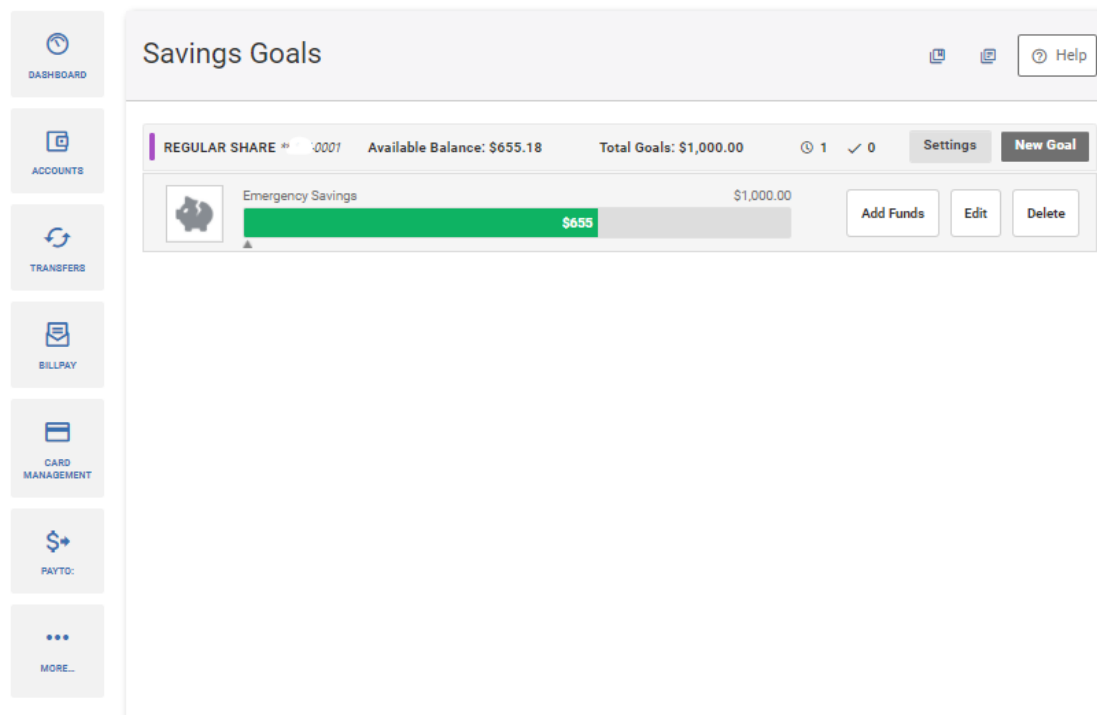 DASHBOARD
ACCOUNTS
TRANSFERS
BILLPAY
CARD
MANAGEMENT
PAYTO:
MORE...
Savings Goals
Help
REGULAR SHARE -0001 Available Balance: $655.18 Total Goals: $1,000.00 1 0 Settings New Goal
Emergency Savings $1,000.00
$655
Add Funds Edit Delete